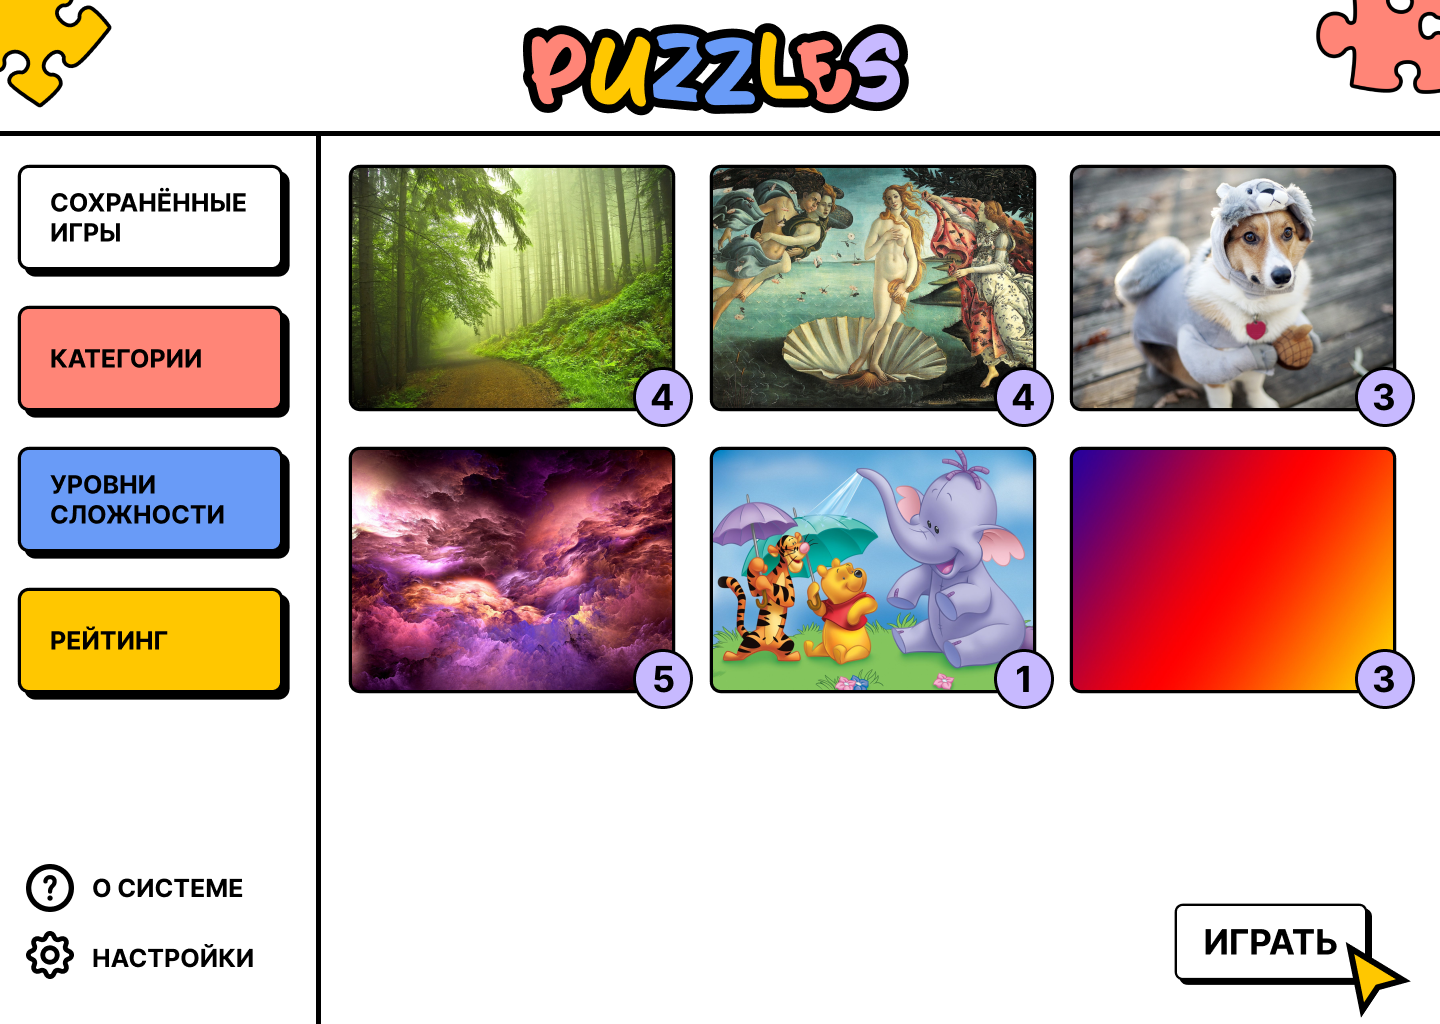 PUZZLES
СОХРАНЁННЫЕ
ИГРЫ
КАТЕГОРИИ
УРОВНИ
СЛОЖНОСТИ
РЕЙТИНГ
О СИСТЕМЕ
НАСТРОЙКИ
4
4
3
5
1
3
ИГРАТЬ